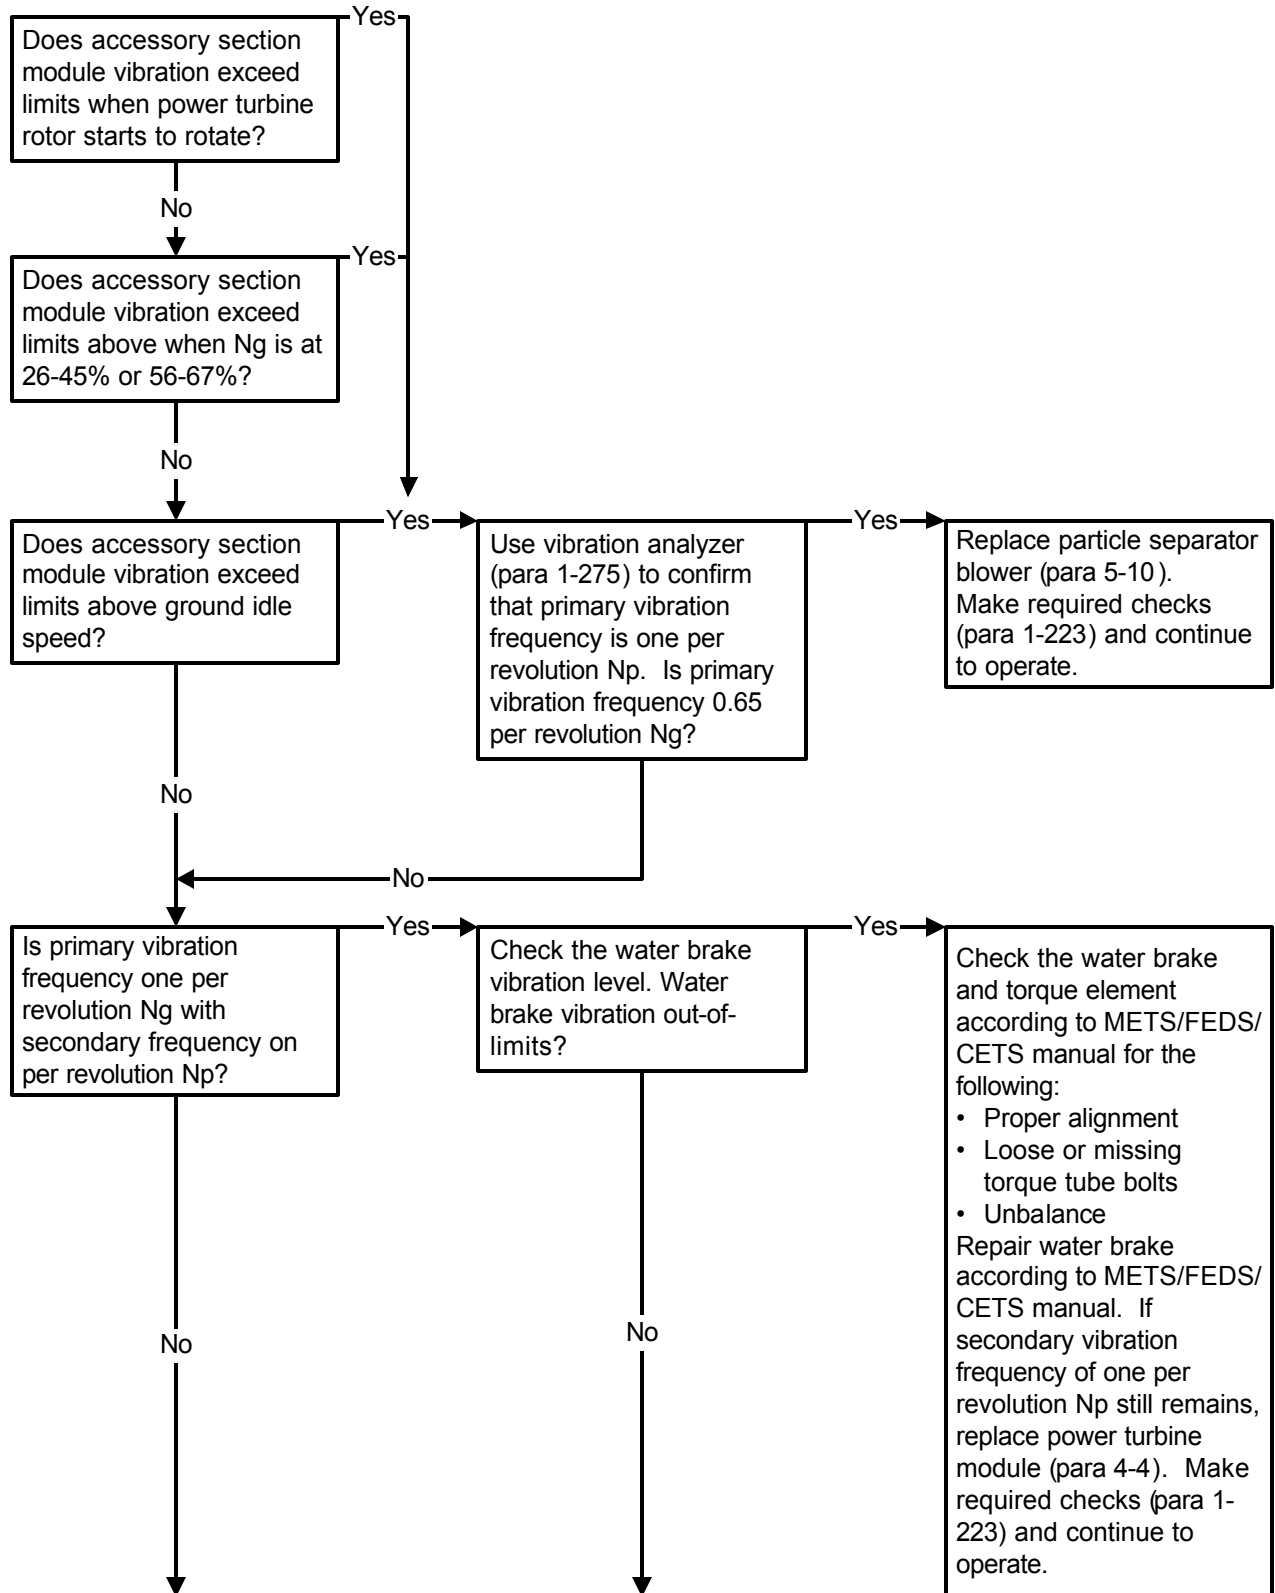 Yes
Does accessory section
module vibration exceed
limits when power turbine
rotor starts to rotate?
No
Yes
Does accessory section
module vibration exceed
limits above when Ng is at
26-45% or 56-67%?
No
Does accessory section
module vibration exceed
limits above ground idle
speed?
Yes
Use vibration analyzer
(para 1-275) to confirm
that primary vibration
frequency is one per
revolution Np. Is primary
vibration frequency 0.65
per revolution Ng?
Yes
Replace particle separator
blower (para 5-10).
Make required checks
(para 1-223) and continue
to operate.
No
No
Is primary vibration
frequency one per
revolution Ng with
secondary frequency on
per revolution Np?
Yes
Check the water brake
vibration level. Water
brake vibration out-of-
limits?
Yes
Check the water brake
and torque element
according to METS/FEDS/
CETS manual for the
following:
• Proper alignment
• Loose or missing
torque tube bolts
• Unbalance
Repair water brake
according to METS/FEDS/
CETS manual. If
secondary vibration
frequency of one per
revolution Np still remains,
replace power turbine
module (para 4-4). Make
required checks (para 1-
223) and continue to
operate.
No
No